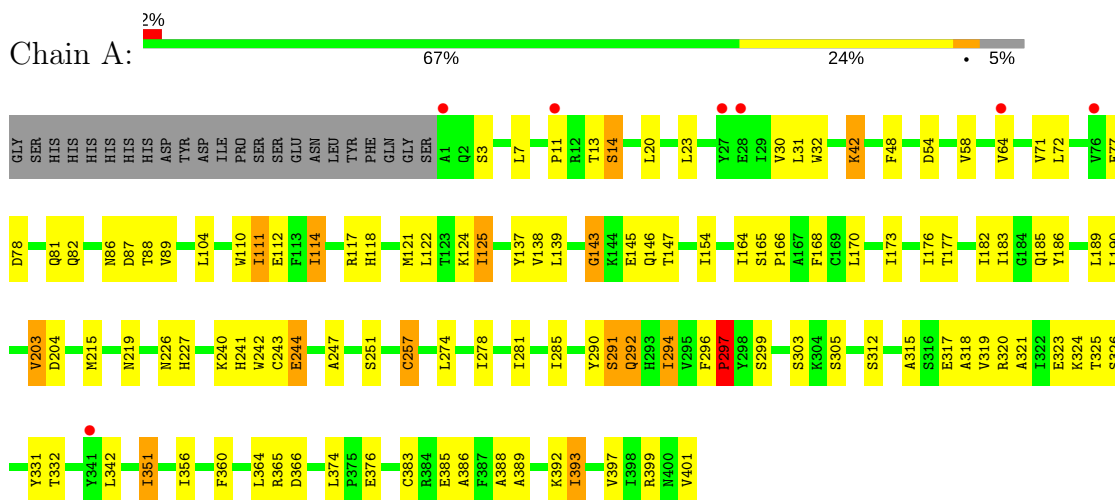 2%
Chain A:
67% 24% • 5%
GLY SER HIS HIS HIS HIS HIS HIS ASP TYR ASP ILE PRO SER SER GLU ASN LEU TYR PHE GLN GLY SER A1 Q2 S3 L7 P11 R12 T13 S14 L20 L23 Y27 E28 I29 V30 L31 W32 K42 F48 D54 V58 V64 V71 L72 V76
D78 Q81 Q82 N86 D87 T88 V89 L104 W110 I111 E112 F113 I114 R117 H118 M121 L122 T123 K124 I125 Y137 V138 L139 G143 K144 E145 Q146 T147 I154 I164 S165 P166 A167 F168 C169 L170 I173 I176 T177 I182 I183 G184 Q185 Y186 L189
V203 D204 M215 N219 N226 H227 K240 H241 W242 C243 E244 A247 S251 C257 L274 I278 I281 I285 Y290 S291 Q292 H293 I294 V295 F296 P297 Y298 S299 S303 K304 S305 S312 A315 S316 E317 A318 V319 R320 A321 I322 E323 K324 T325
Y331 T332 Y341 L342 I351 I356 F360 L364 R365 D366 L374 P375 E376 C383 R384 E385 A386 F387 A388 A389 K392 I393 V397 I398 R399 N400 V401